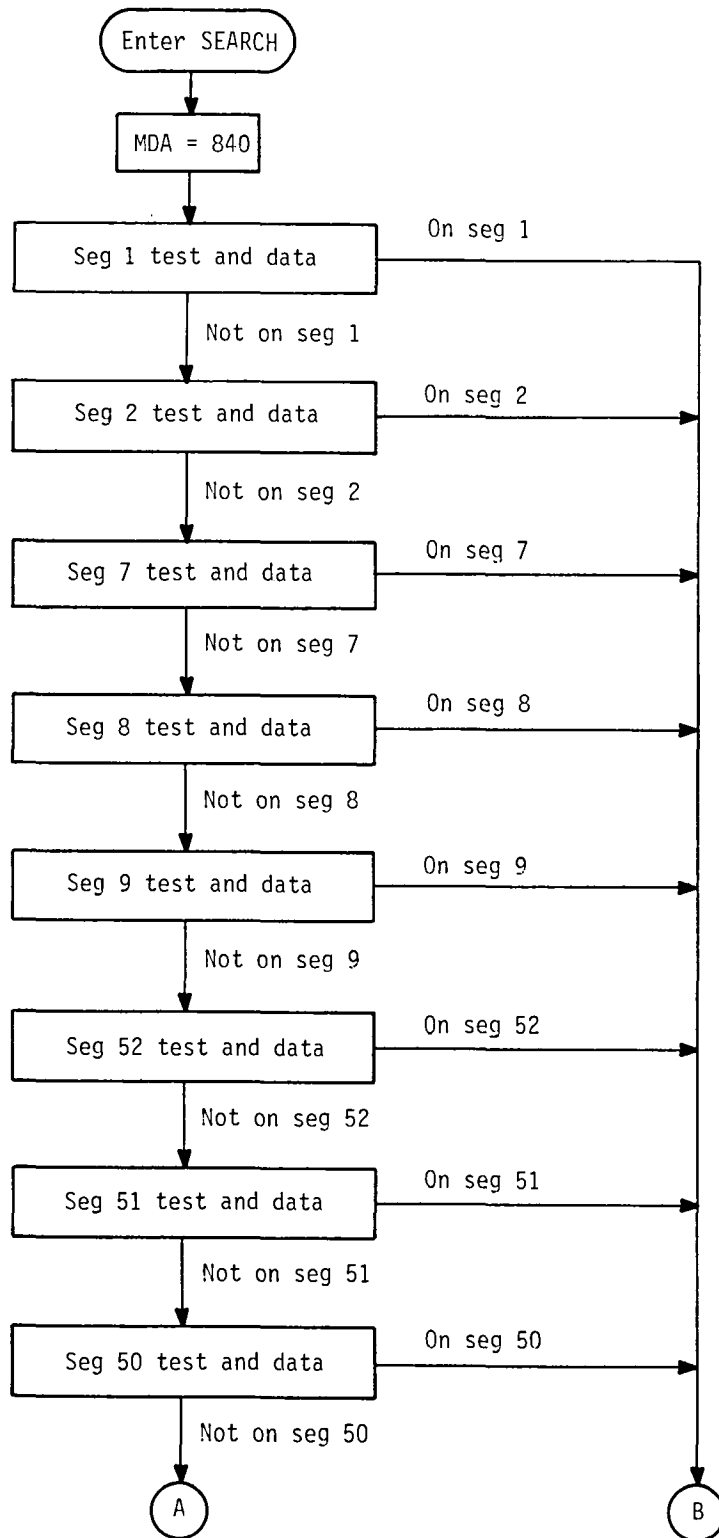 Enter SEARCH
MDA = 840
On seg 1
Seg 1 test and data
Not on seg 1
On seg 2
Seg 2 test and data
Not on seg 2
On seg 7
Seg 7 test and data
Not on seg 7
On seg 8
Seg 8 test and data
Not on seg 8
On seg 9
Seg 9 test and data
Not on seg 9
On seg 52
Seg 52 test and data
Not on seg 52
On seg 51
Seg 51 test and data
Not on seg 51
On seg 50
Seg 50 test and data
Not on seg 50
A
B